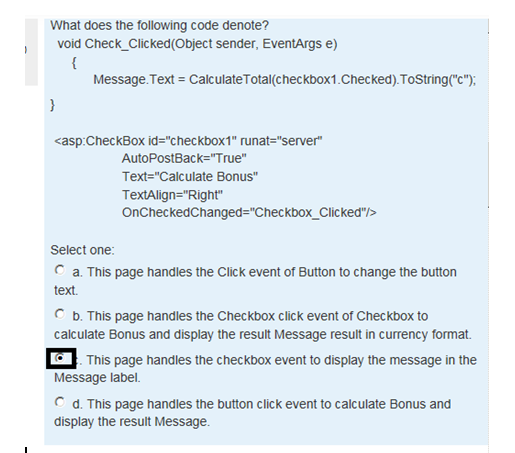 What does the following code denote?
void Check_Clicked(Object sender, EventArgs e)
{
Message.Text = CalculateTotal(checkbox1.Checked).ToString("c");
}
<asp:CheckBox id="checkbox1" runat="server"
AutoPostBack="True"
Text="Calculate Bonus"
TextAlign="Right"
OnCheckedChanged="Checkbox_Clicked"/>
Select one:
a. This page handles the Click event of Button to change the button
text.
b. This page handles the Checkbox click event of Checkbox to
calculate Bonus and display the result Message result in currency format.
. This page handles the checkbox event to display the message in the
Message label.
d. This page handles the button click event to calculate Bonus and
display the result Message.